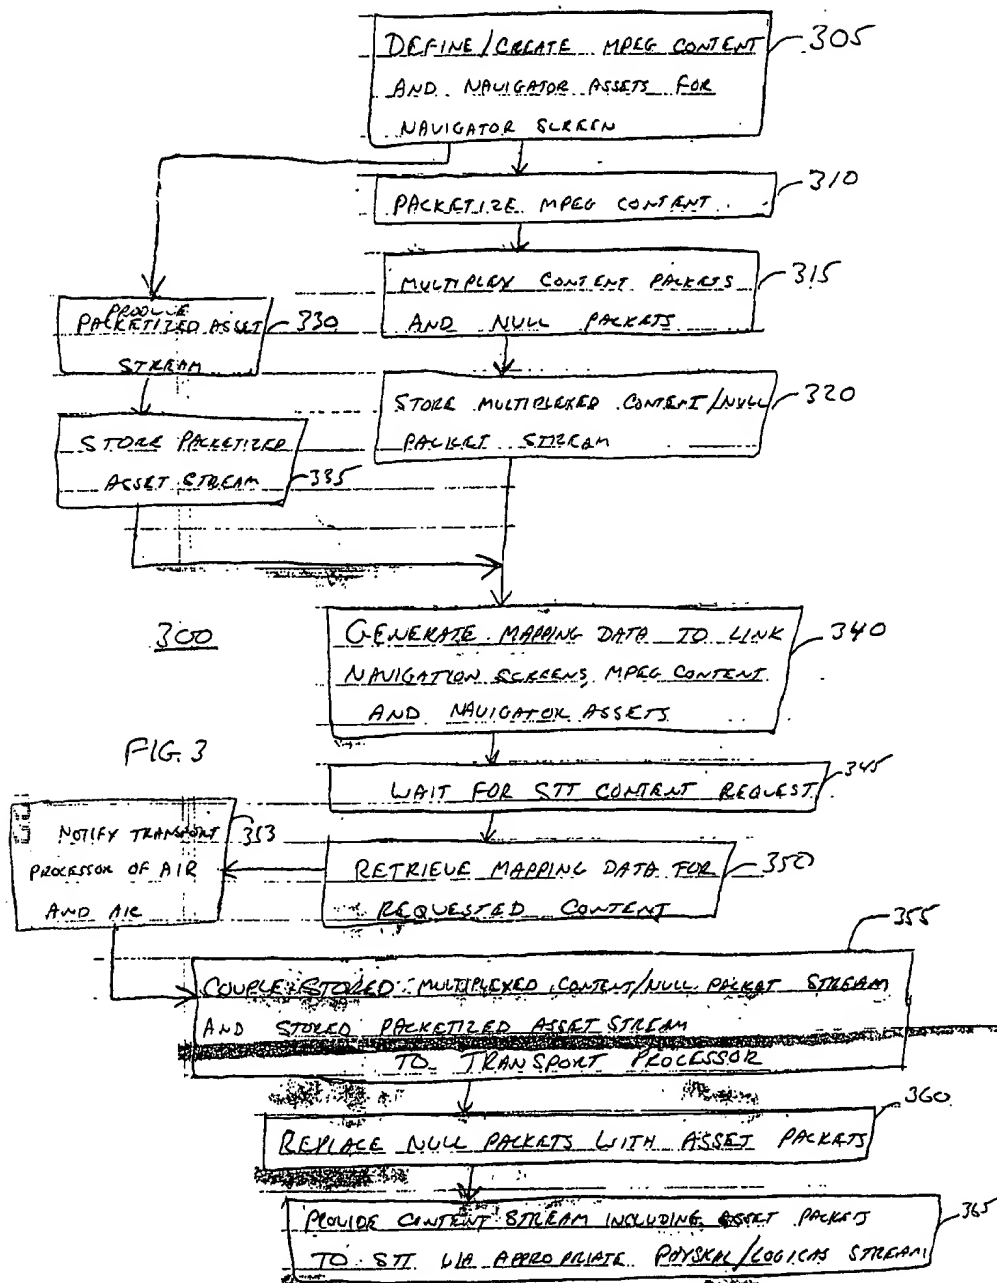 DEFINE/CREATE MPEG CONTENT
AND NAVIGATOR ASSETS FOR
NAVIGATOR SCREEN
305
PACKETIZE MPEG CONTENT
310
MULTIPLEX CONTENT PACKETS
AND NULL PACKETS
315
PRODUCE
PACKETIZED ASSET
STREAM
330
STORE MULTIPLEXED CONTENT/NULL
PACKET STREAM
320
STORE PACKETIZED
ASSET STREAM
335
300
GENERATE MAPPING DATA TO LINK
NAVIGATION SCREENS, MPEG CONTENT
AND NAVIGATOR ASSETS
340
FIG. 3
WAIT FOR STT CONTENT REQUEST
345
NOTIFY TRANSPORT
PROCESSOR OF AIR
AND AIR
353
RETRIEVE MAPPING DATA FOR
REQUESTED CONTENT
350
355
COUPLE STORED MULTIPLEXED CONTENT/NULL PACKET STREAM
AND STORED PACKETIZED ASSET STREAM
TO TRANSPORT PROCESSOR
360
REPLACE NULL PACKETS WITH ASSET PACKETS
PROVIDE CONTENT STREAM INCLUDING ASSET PACKETS
TO STT VIA APPROPRIATE PHYSICAL/LOGICAL STREAM
365